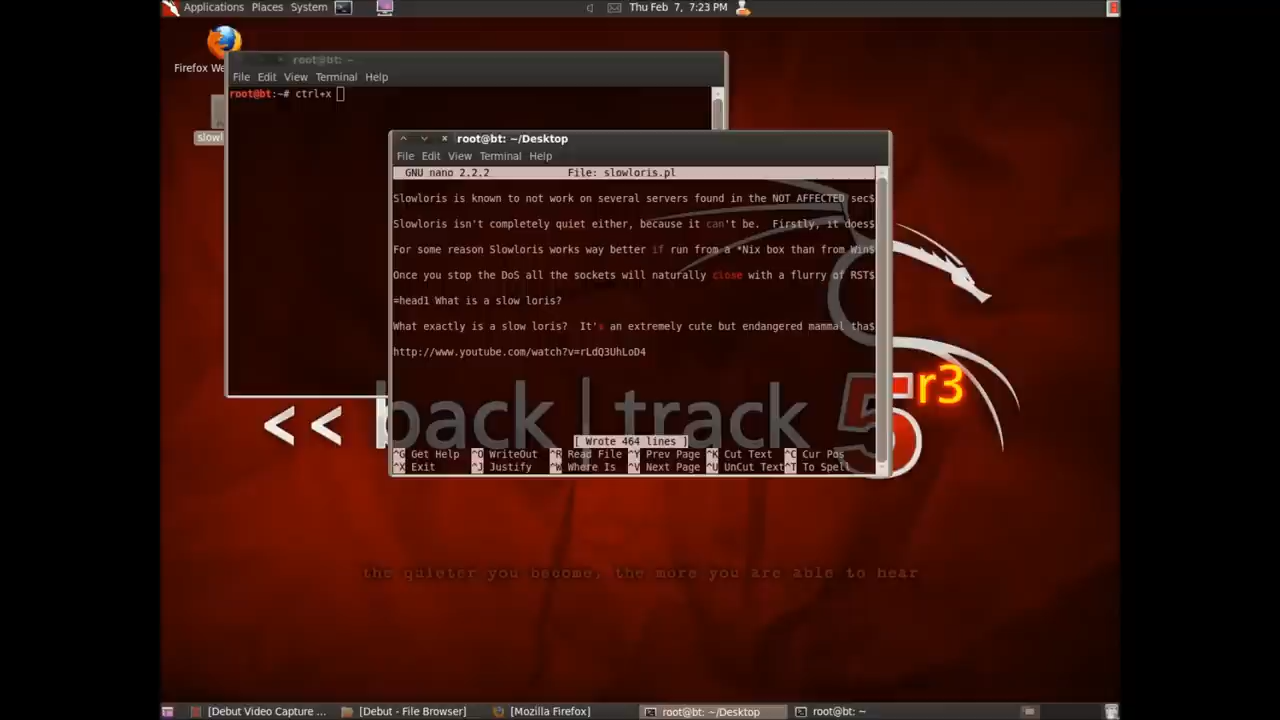 Applications Places System
Thu Feb 7, 7:23 PM
Firefox We
root@bt: ~
File Edit View Terminal Help
root@bt:~# ctrl+x
slowl
root@bt: ~/Desktop
File Edit View Terminal Help
GNU nano 2.2.2 File: slowloris.pl
Slowloris is known to not work on several servers found in the NOT AFFECTED sec$
Slowloris isn't completely quiet either, because it can't be. Firstly, it does$
For some reason Slowloris works way better if run from a *Nix box than from Win$
Once you stop the DoS all the sockets will naturally close with a flurry of RST$
=head1 What is a slow loris?
What exactly is a slow loris? It's an extremely cute but endangered mammal tha$
http://www.youtube.com/watch?v=rLdQ3UhLoD4
<< back | track 5 r3
[ Wrote 464 lines ]
^G Get Help ^O WriteOut ^R Read File ^Y Prev Page ^K Cut Text ^C Cur Pos
^X Exit ^J Justify ^W Where Is ^V Next Page ^U UnCut Text ^T To Spell
the quieter you become, the more you are able to hear
[Debut Video Capture ... [Debut - File Browser] [Mozilla Firefox] root@bt: ~/Desktop root@bt: ~